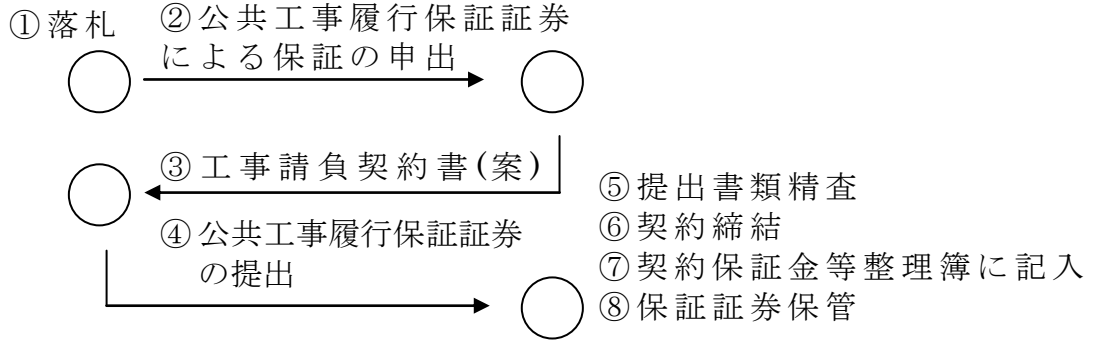 ①落札
②公共工事履行保証証券
による保証の申出
③工事請負契約書(案)
④公共工事履行保証証券
の提出
⑤提出書類精査
⑥契約締結
⑦契約保証金等整理簿に記入
⑧保証証券保管